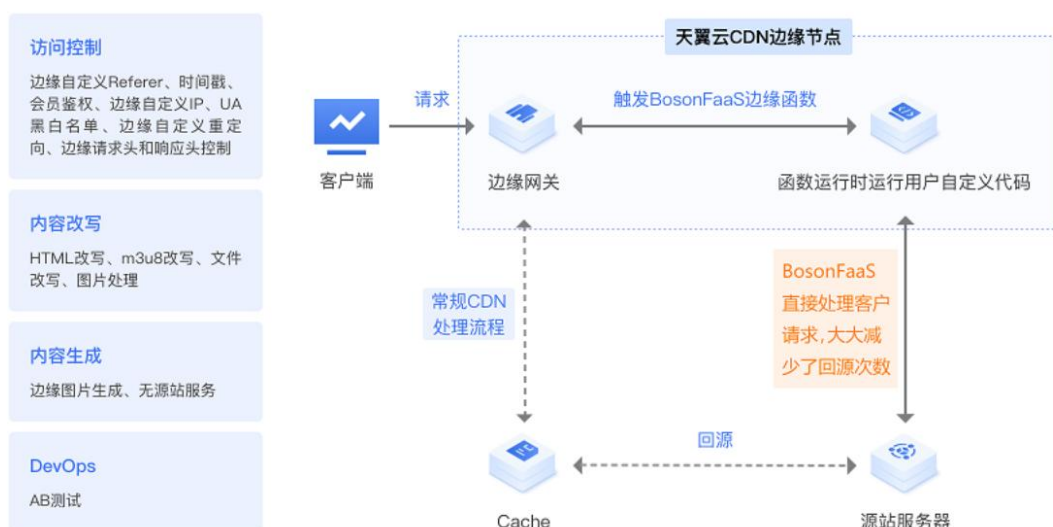 访问控制
边缘自定义Referer、时间戳、
会员鉴权、边缘自定义IP、UA
黑白名单、边缘自定义重定
向、边缘请求头和响应头控制
内容改写
HTML改写、m3u8改写、文件
改写、图片处理
内容生成
边缘图片生成、无源站服务
DevOps
AB测试
天翼云CDN边缘节点
请求
触发BosonFaaS边缘函数
客户端
边缘网关
函数运行时运行用户自定义代码
常规CDN
处理流程
BosonFaaS
直接处理客户
请求,大大减
少了回源次数
回源
Cache
源站服务器